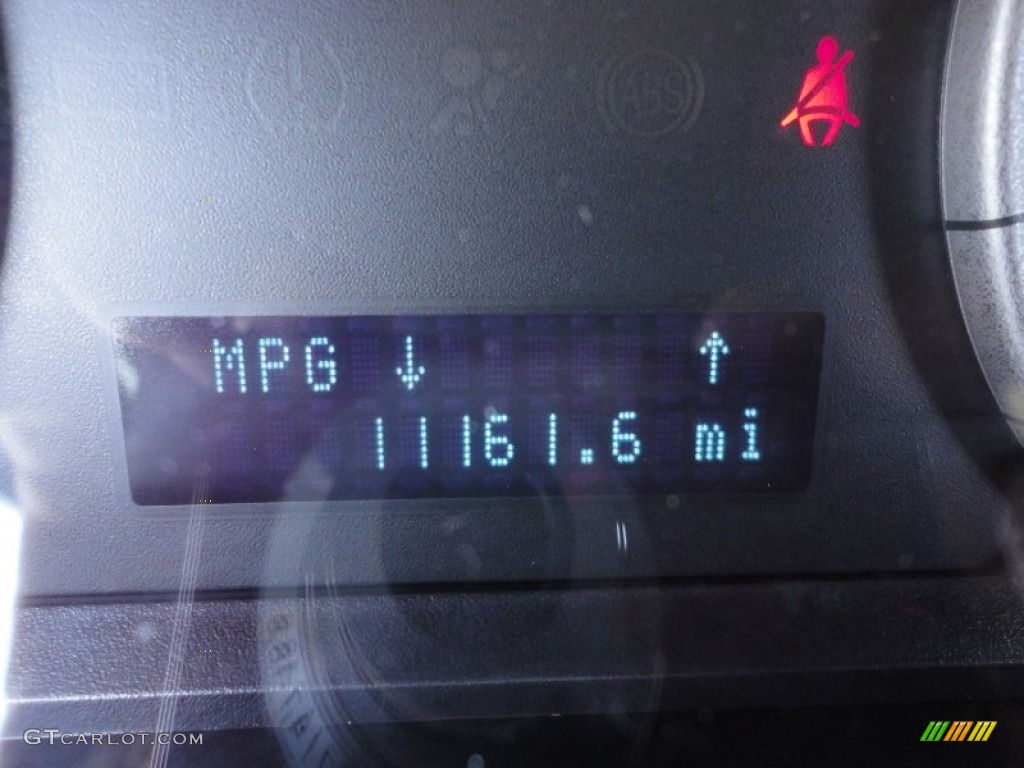 ABS
MPG ↓ ↑
11161.6 mi
GTCARLOT.COM